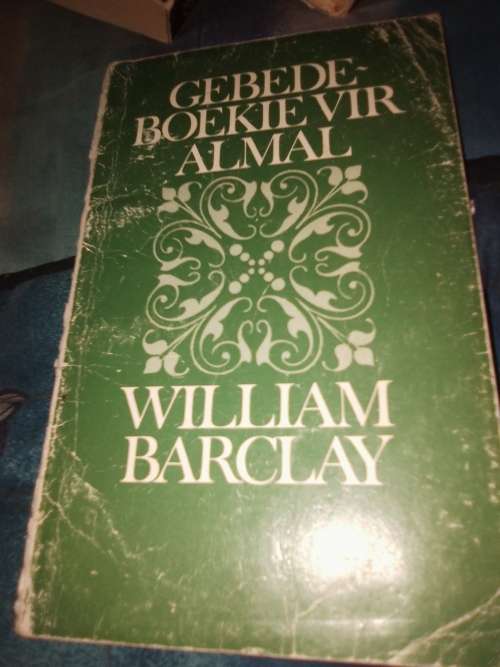 GEBEDE-
BOEKIE VIR
ALMAL
WILLIAM
BARCLAY